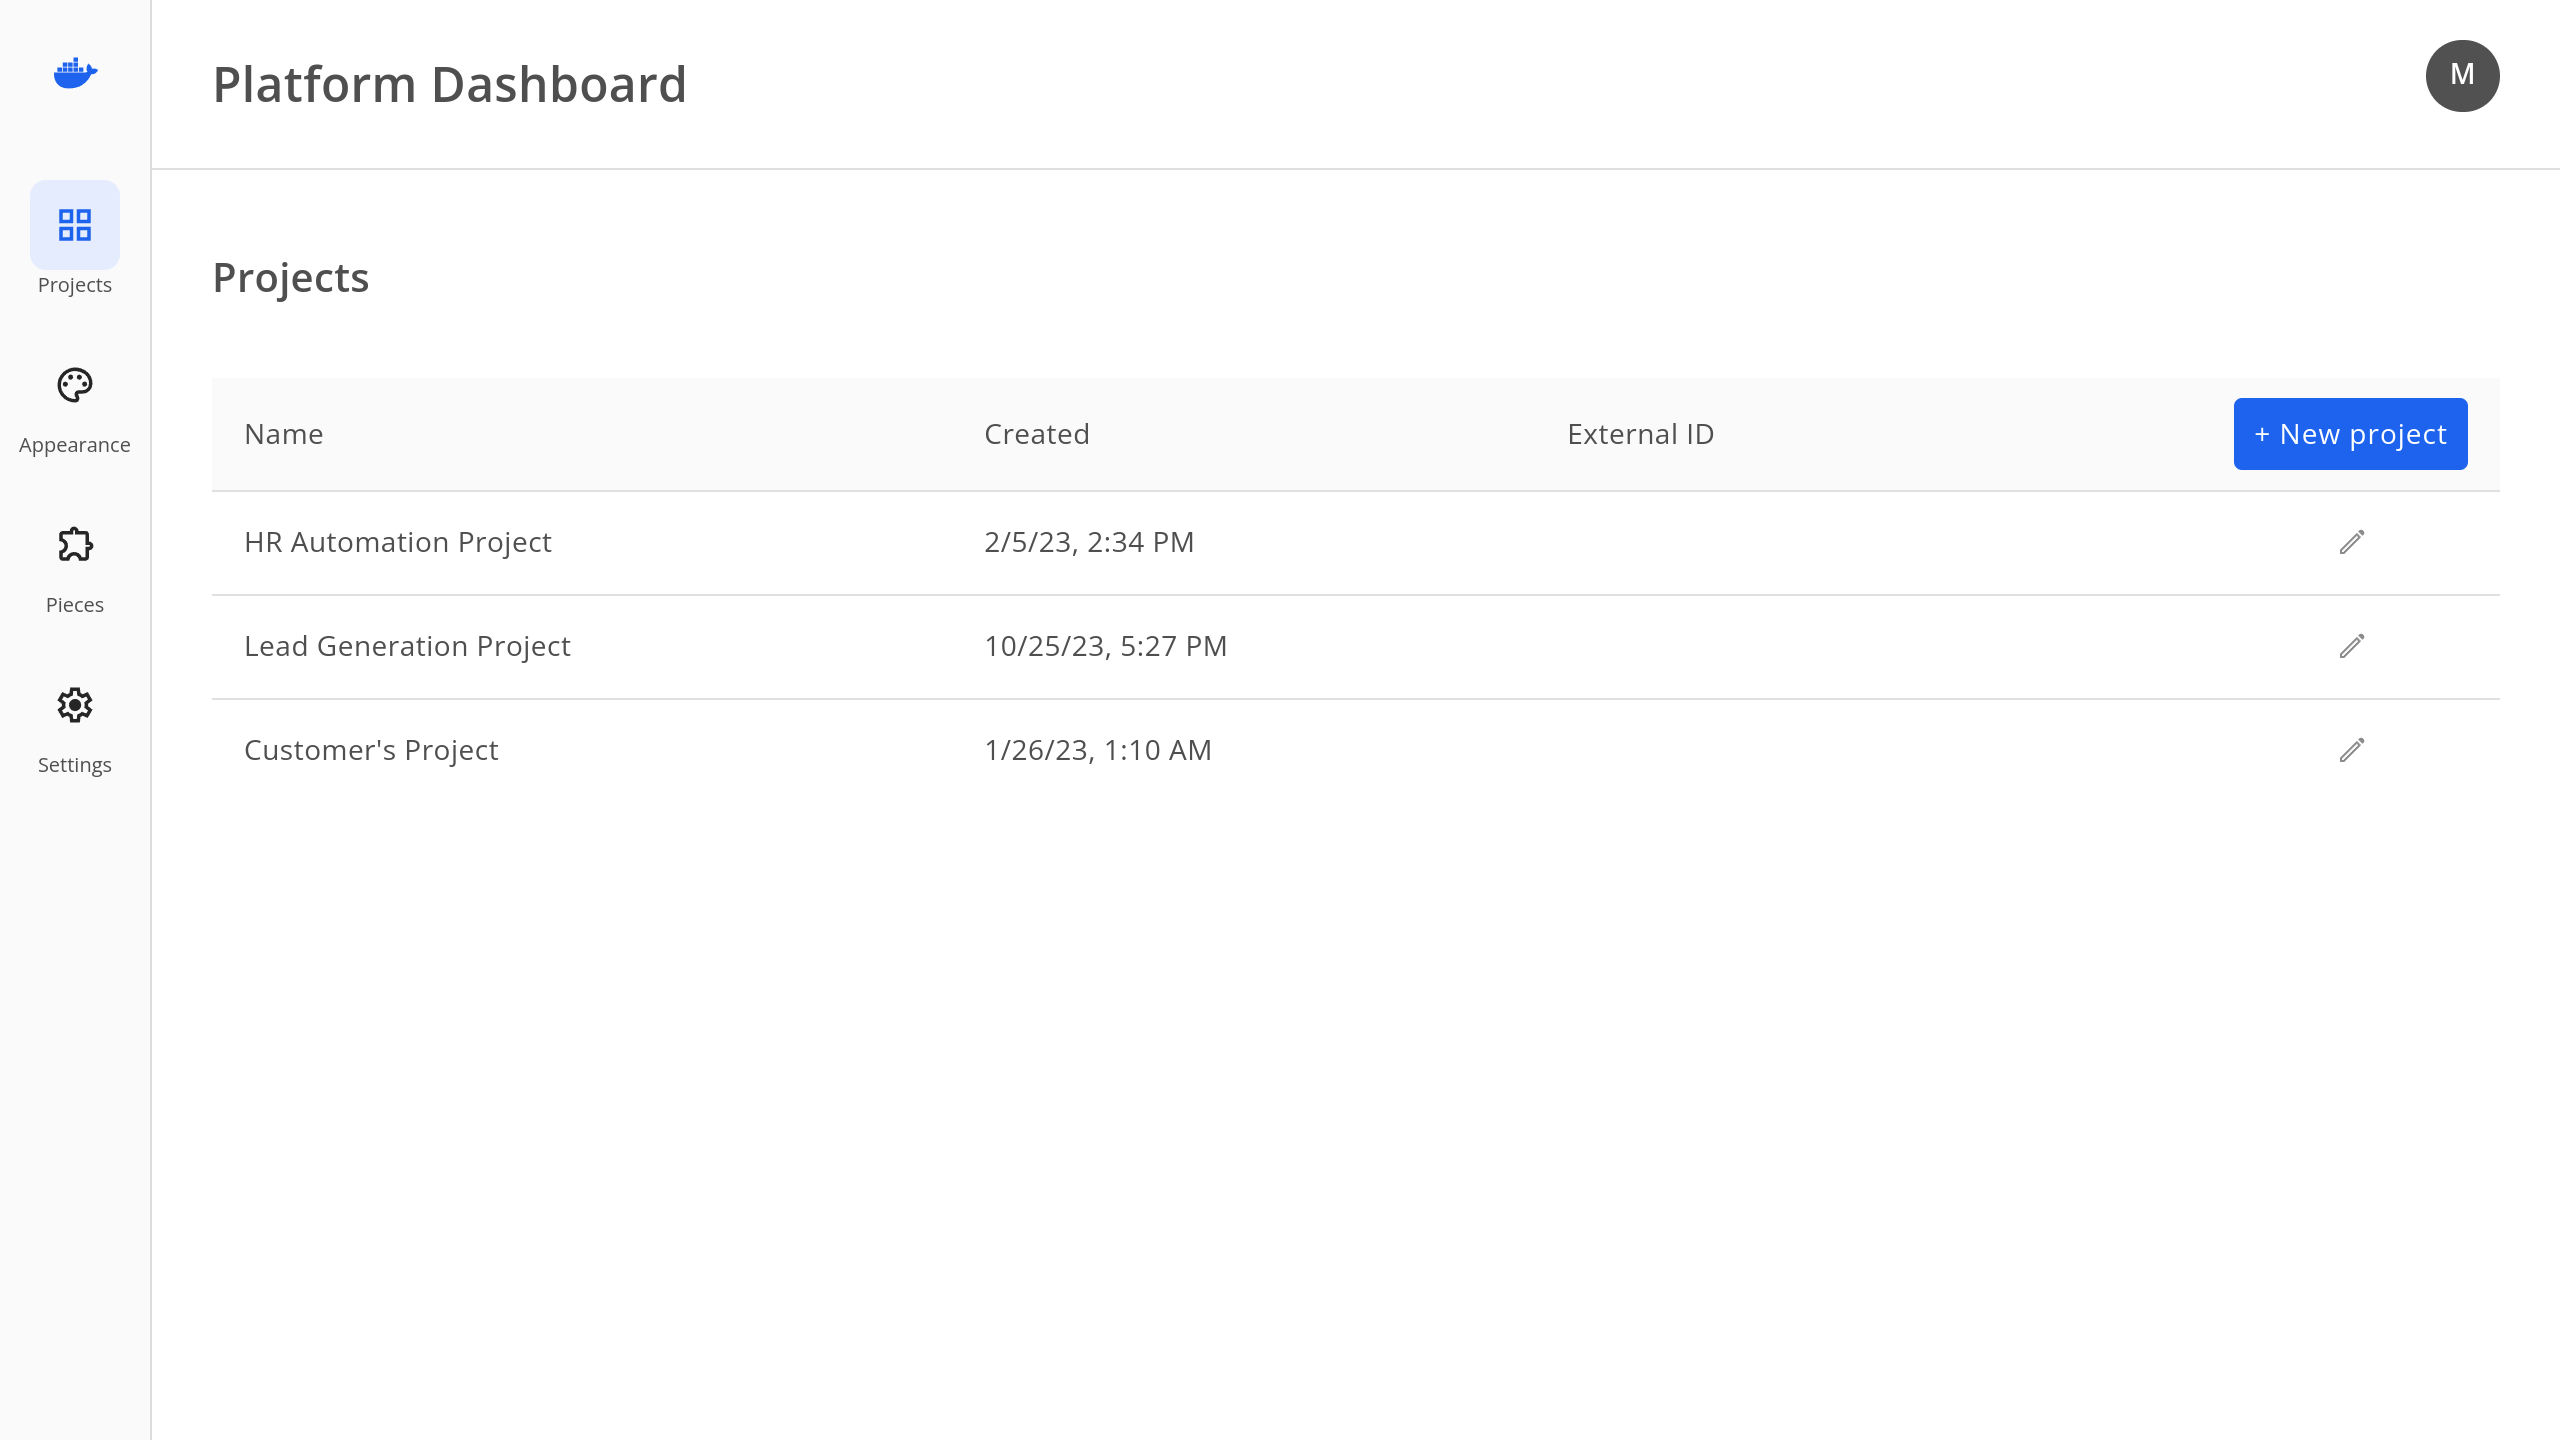 Platform Dashboard
M
Projects
Appearance
Pieces
Settings
Projects
Name Created External ID + New project
HR Automation Project 2/5/23, 2:34 PM
Lead Generation Project 10/25/23, 5:27 PM
Customer's Project 1/26/23, 1:10 AM